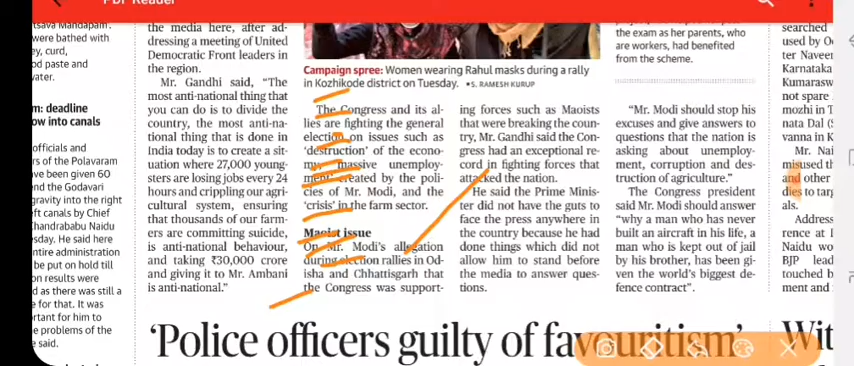 PDF Reader
tsava Mandapam.
were bathed with
ey, curd,
od paste and
vater.
m: deadline
ow into canals
officials and
rs of the Polavaram
ve been given 60
nd the Godavari
gravity into the right
ft canals by Chief
Chandrababu Naidu
esday. He said here
ntire administration
be put on hold till
on results were
d as there was still a
e for that. It was
rtant for him to
e problems of the
e said.
the media here, after ad-
dressing a meeting of United
Democratic Front leaders in
the region.
Mr. Gandhi said, “The
most anti-national thing that
you can do is to divide the
country, the most anti-na-
tional thing that is done in
India today is to create a sit-
uation where 27,000 young-
sters are losing jobs every 24
hours and crippling our agri-
cultural system, ensuring
that thousands of our farm-
ers are committing suicide,
is anti-national behaviour,
and taking ₹30,000 crore
and giving it to Mr. Ambani
is anti-national.”
Campaign spree: Women wearing Rahul masks during a rally
in Kozhikode district on Tuesday. •S. RAMESH KURUP
The Congress and its al-
lies are fighting the general
election on issues such as
‘destruction’ of the econo-
my, massive unemploy-
ment created by the poli-
cies of Mr. Modi, and the
‘crisis’ in the farm sector.
Maoist issue
On Mr. Modi’s allegation
during election rallies in Od-
isha and Chhattisgarh that
the Congress was support-
ing forces such as Maoists
that were breaking the coun-
try, Mr. Gandhi said the Con-
gress had an exceptional re-
cord in fighting forces that
attacked the nation.
He said the Prime Minis-
ter did not have the guts to
face the press anywhere in
the country because he had
done things which did not
allow him to stand before
the media to answer ques-
tions.
the exam as her parents, who
are workers, had benefited
from the scheme.
“Mr. Modi should stop his
excuses and give answers to
questions that the nation is
asking about unemploy-
ment, corruption and des-
truction of agriculture.”
The Congress president
said Mr. Modi should answer
“why a man who has never
built an aircraft in his life, a
man who is kept out of jail
by his brother, has been gi-
ven the world’s biggest de-
fence contract”.
searched
used by O
ter Naveen
Karnataka
Kumarasw
not spare
mozhi in T
nata Dal (S
vanna in K
Mr. Nai
misused th
and other
dies to targ
als.
Address
rence at
Naidu wo
BJP lead
touched b
ment and
‘Police officers guilty of favouritism’
Wit